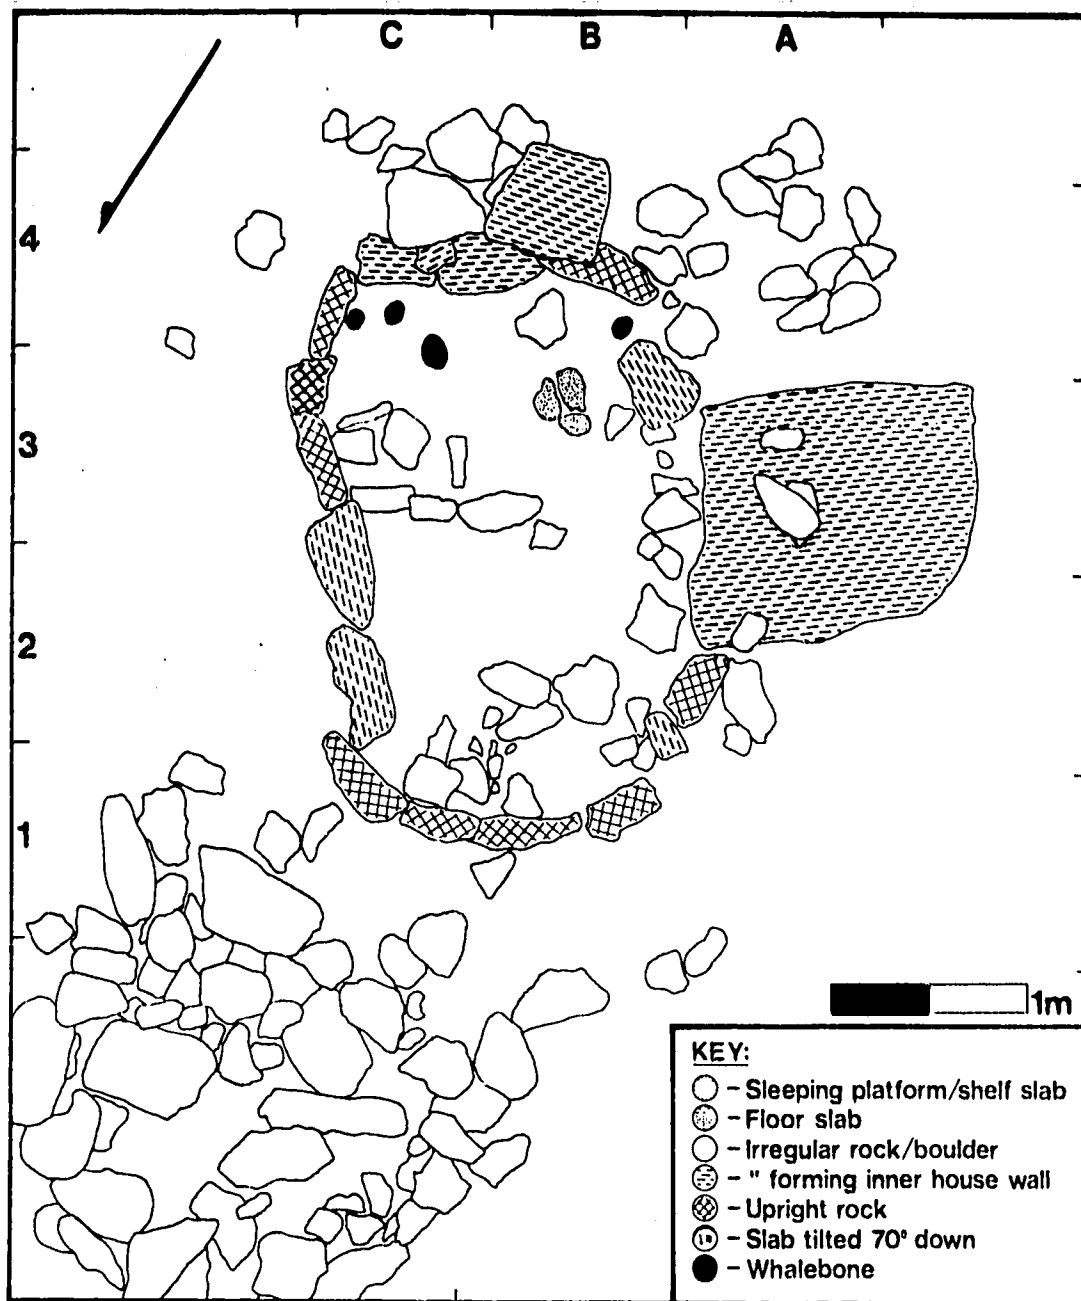 C B A
4
3
2
1
1m
KEY:
- Sleeping platform/shelf slab
- Floor slab
- Irregular rock/boulder
- " forming inner house wall
- Upright rock
- Slab tilted 70° down
- Whalebone